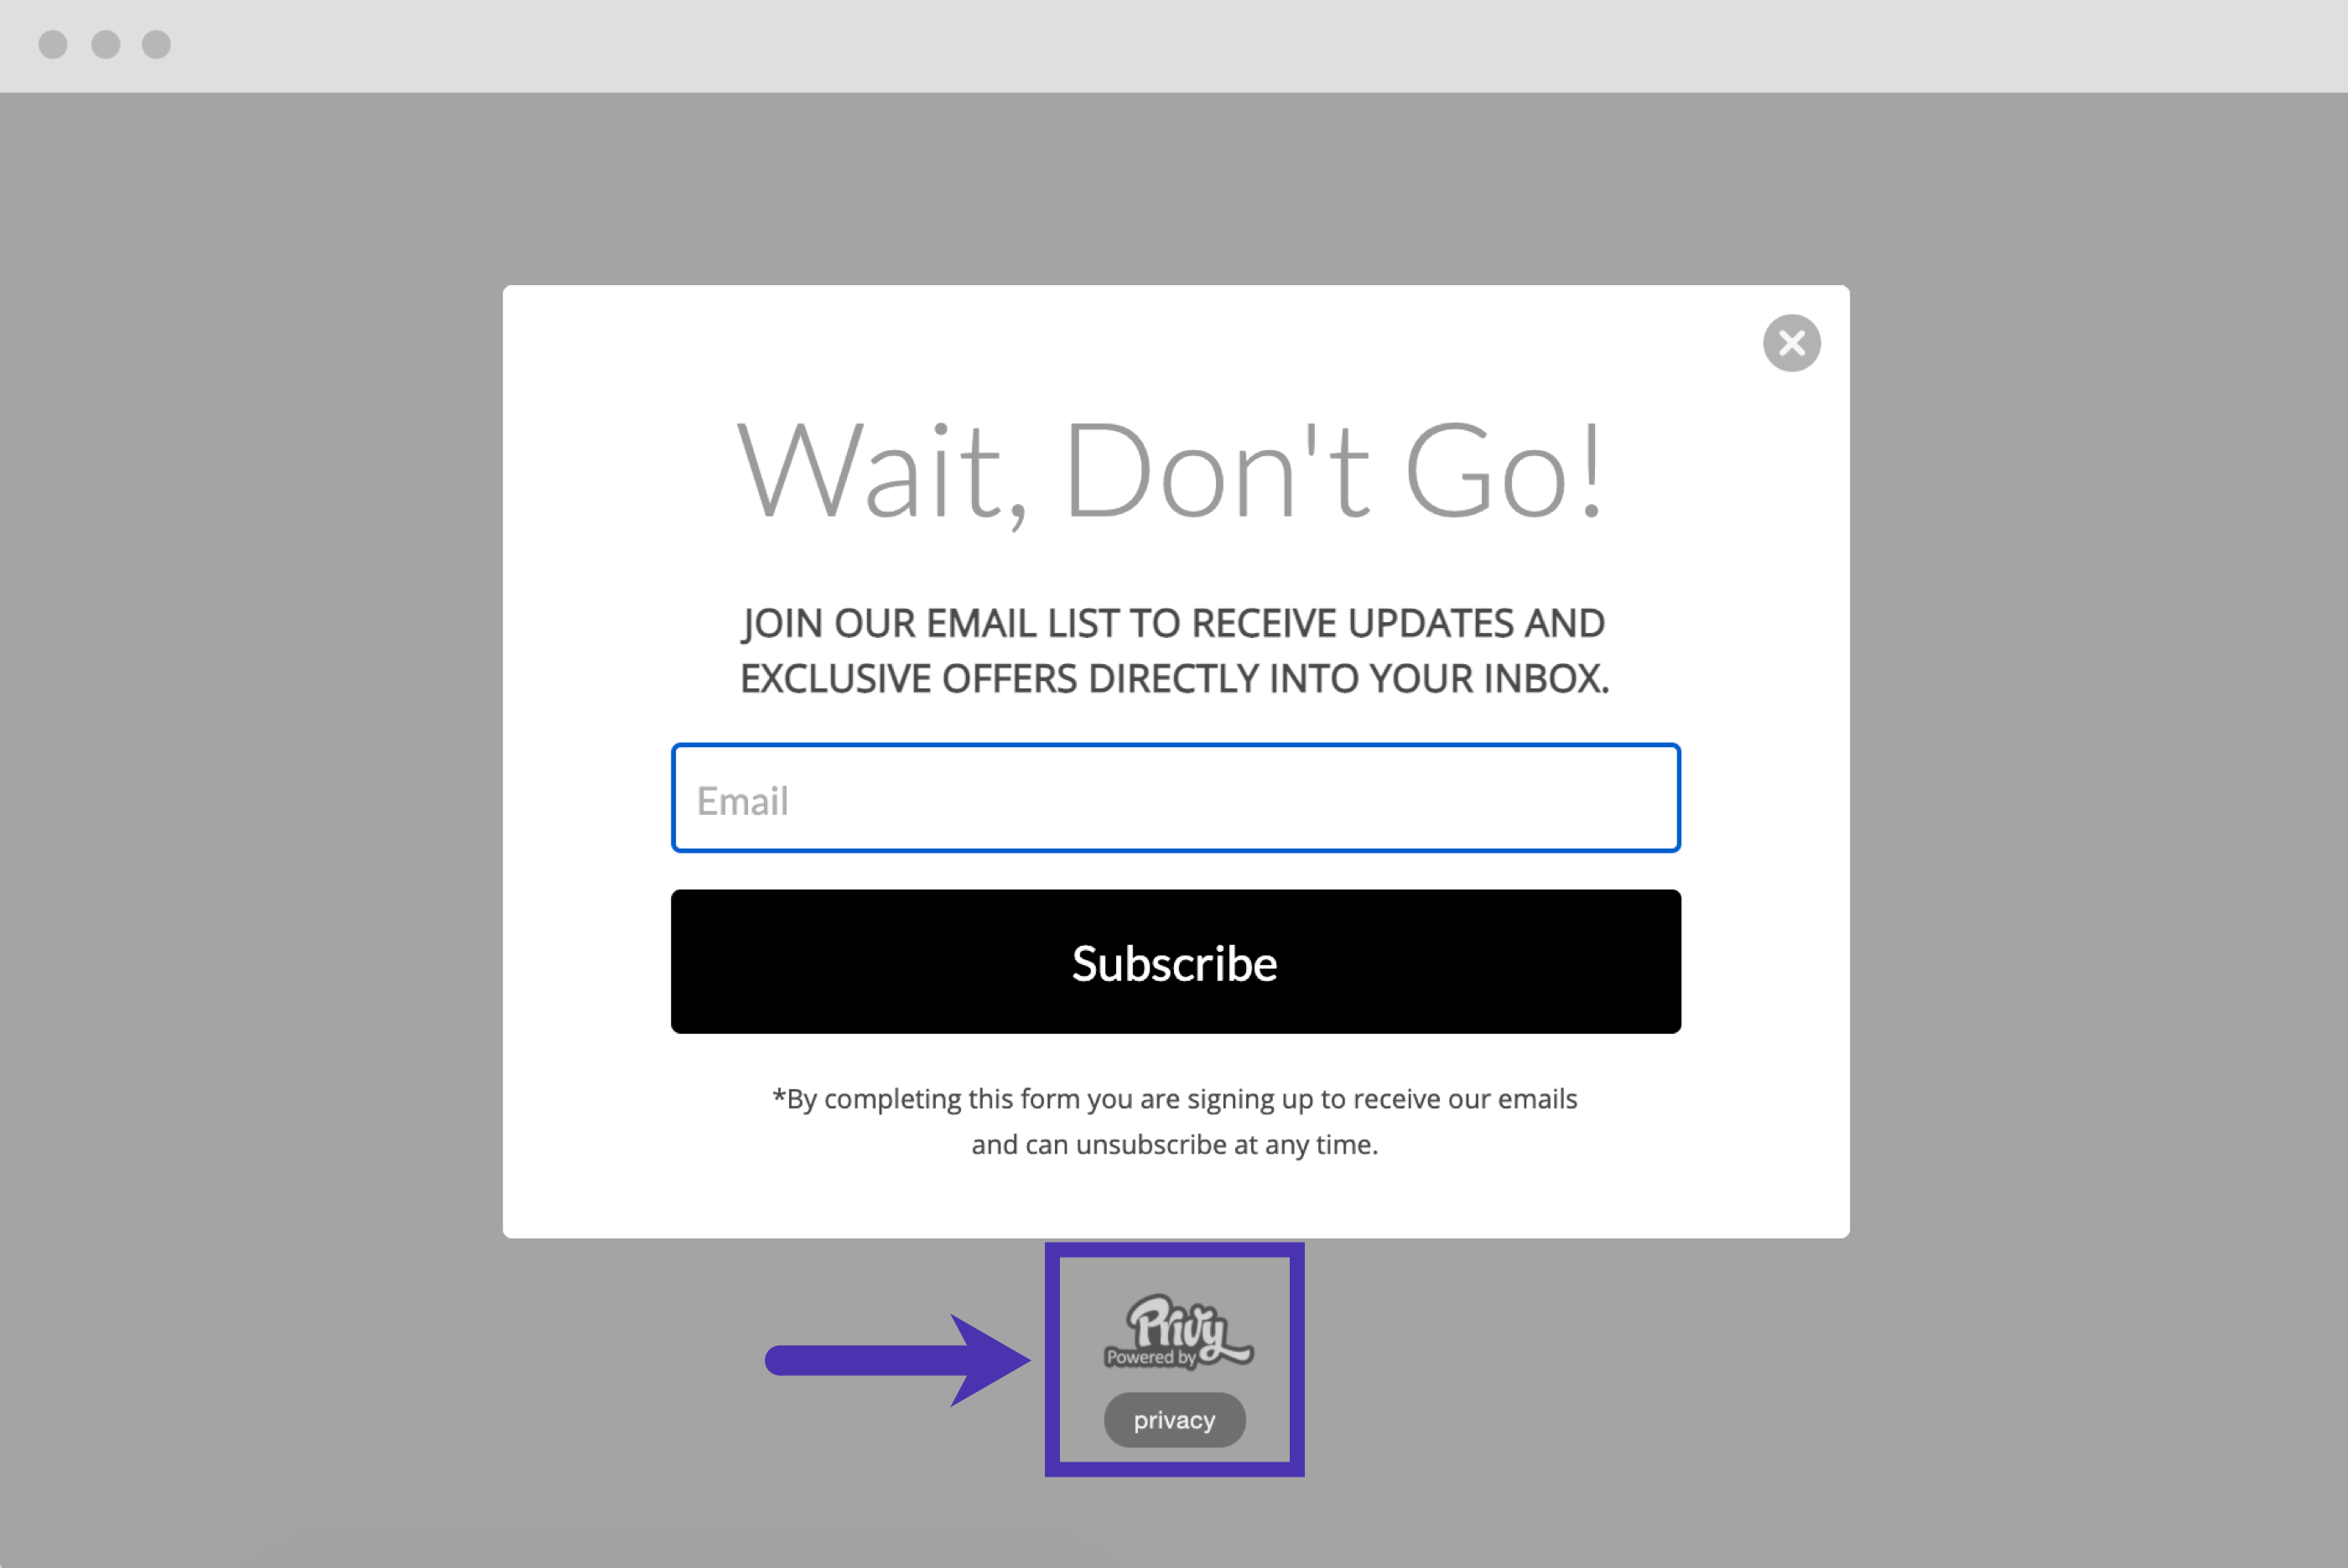 Wait, Don't Go!
JOIN OUR EMAIL LIST TO RECEIVE UPDATES AND
EXCLUSIVE OFFERS DIRECTLY INTO YOUR INBOX.
Email
Subscribe
*By completing this form you are signing up to receive our emails
and can unsubscribe at any time.
Privy
Powered by
privacy